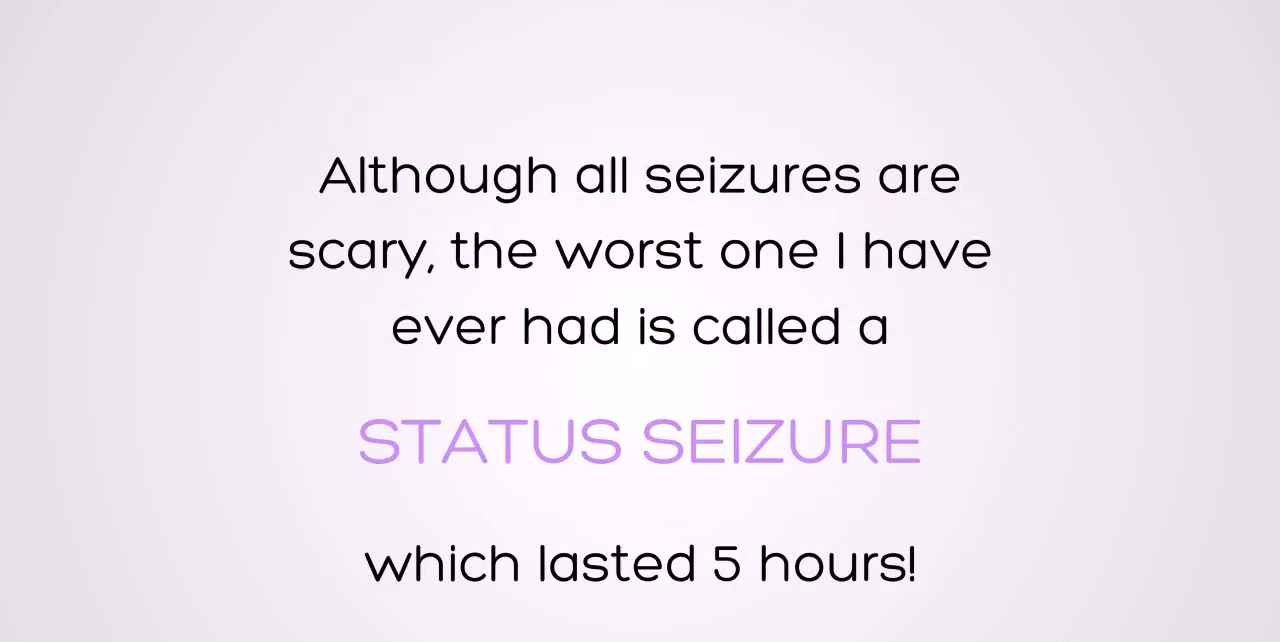 Although all seizures are
scary, the worst one I have
ever had is called a
STATUS SEIZURE
which lasted 5 hours!